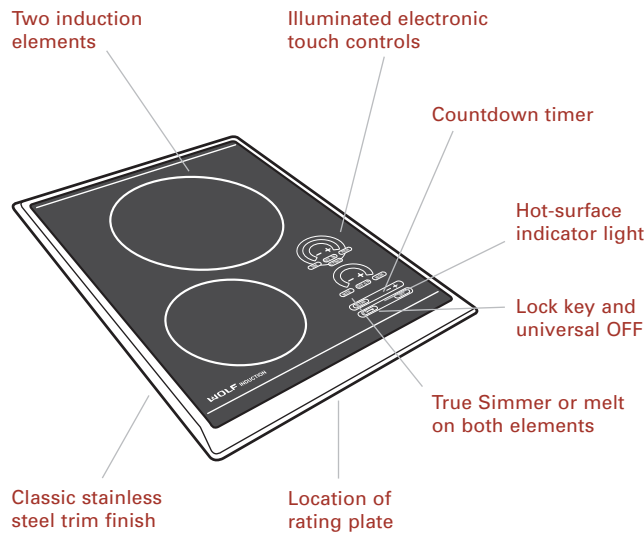 Two induction
elements
Illuminated electronic
touch controls
Countdown timer
Hot-surface
indicator light
Lock key and
universal OFF
True Simmer or melt
on both elements
WOLF INDUCTION
Classic stainless
steel trim finish
Location of
rating plate